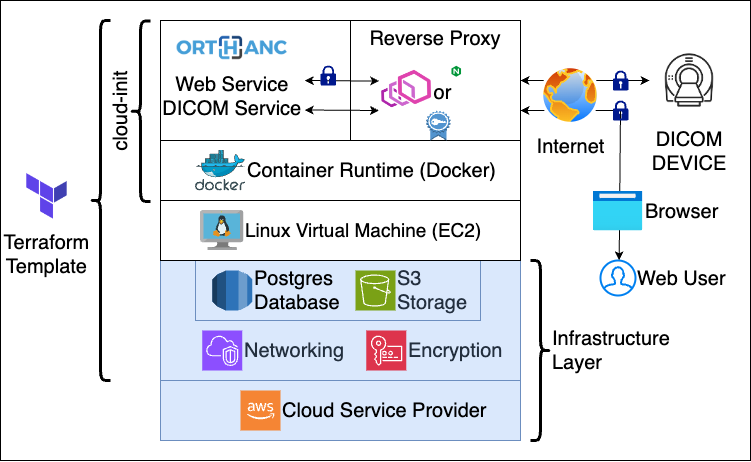 ORTHANC
Reverse Proxy
Web Service
DICOM Service
or
cloud-init
Internet
DICOM
DEVICE
docker
Container Runtime (Docker)
Terraform
Template
Linux Virtual Machine (EC2)
Browser
Postgres
Database
S3
Storage
Web User
Networking
Encryption
Infrastructure
Layer
aws
Cloud Service Provider